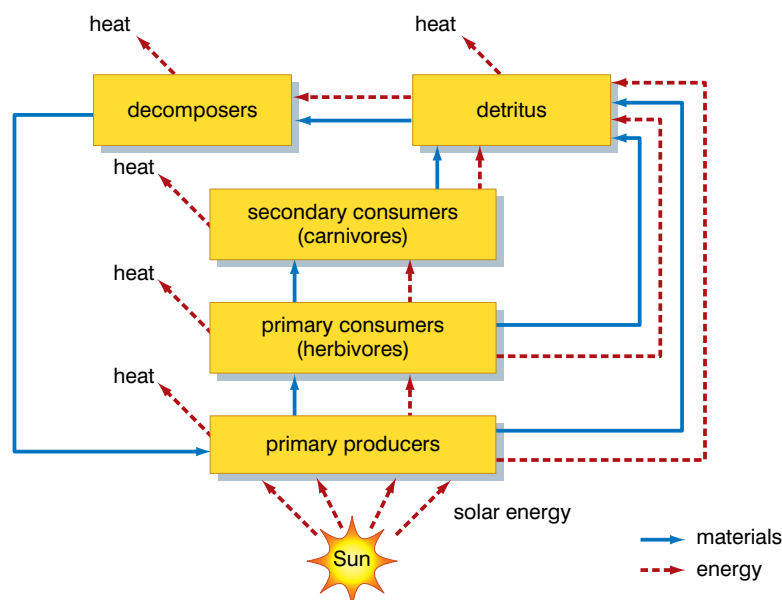 heat
heat
decomposers
detritus
heat
secondary consumers
(carnivores)
heat
primary consumers
(herbivores)
heat
primary producers
solar energy
Sun
materials
energy